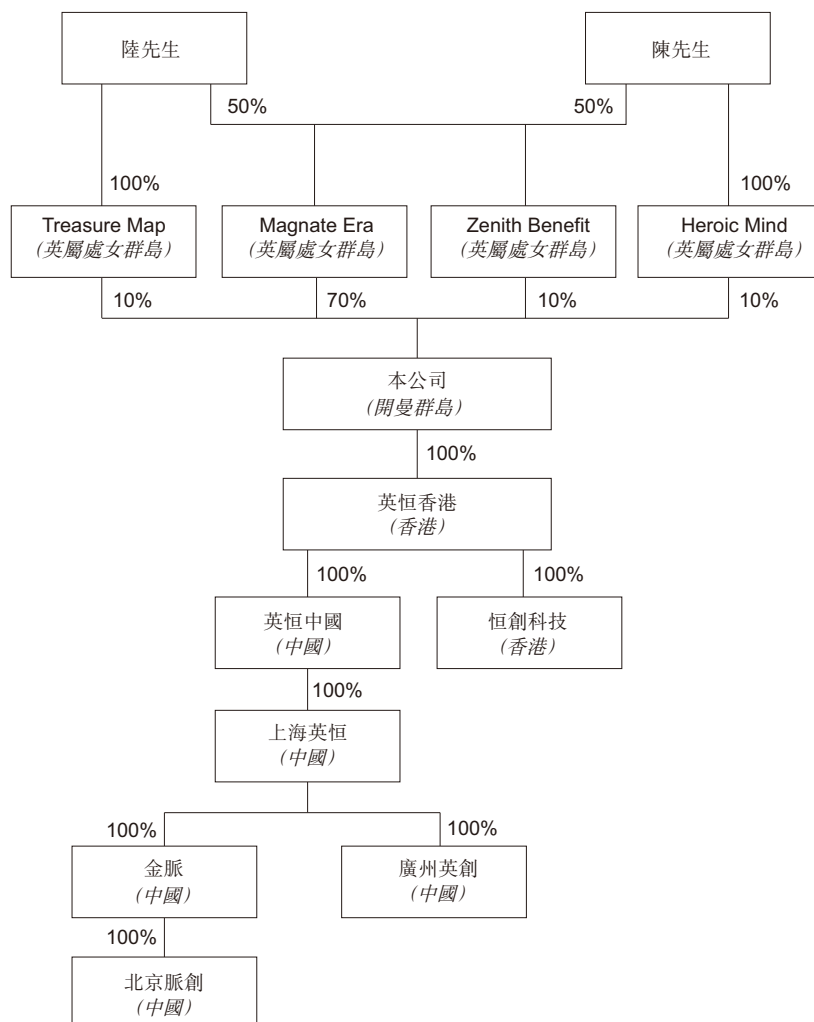 陸先生
陳先生
50%
50%
100%
100%
Treasure Map
(英屬處女群島)
Magnate Era
(英屬處女群島)
Zenith Benefit
(英屬處女群島)
Heroic Mind
(英屬處女群島)
10%
70%
10%
10%
本公司
(開曼群島)
100%
英恒香港
(香港)
100%
100%
英恒中國
(中國)
恒創科技
(香港)
100%
上海英恒
(中國)
100%
100%
金脈
(中國)
廣州英創
(中國)
100%
北京脈創
(中國)